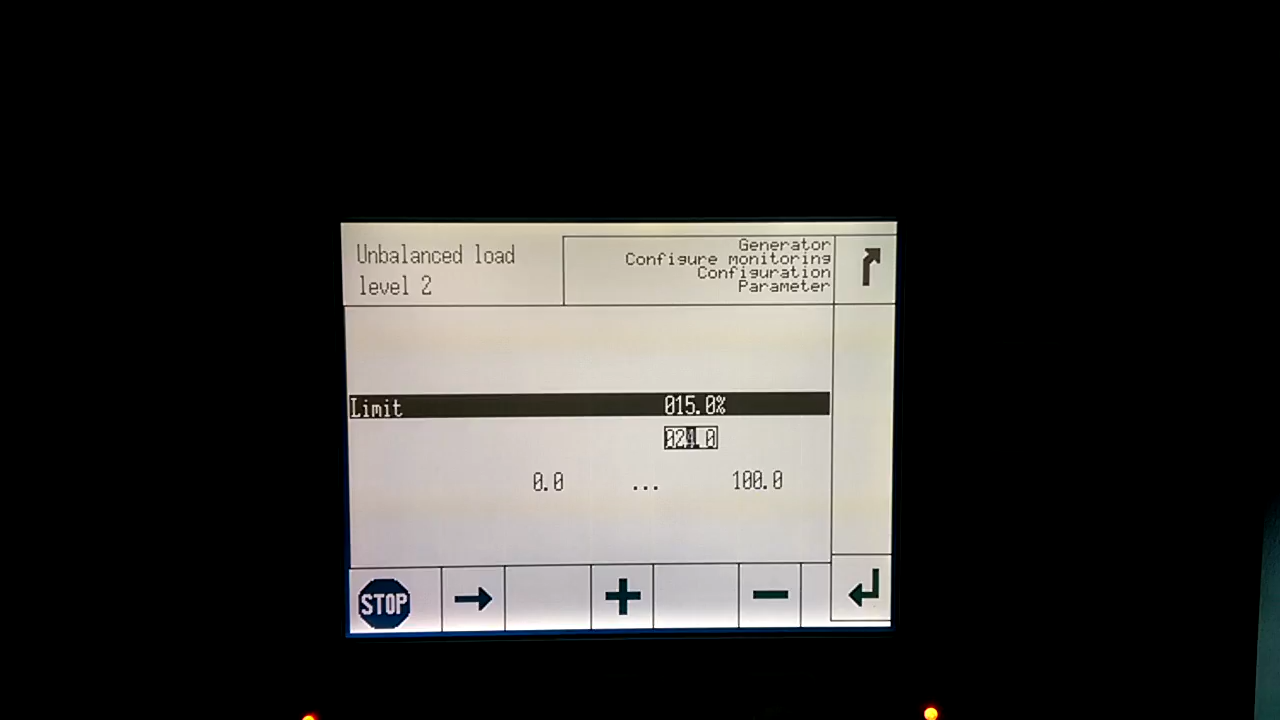 Unbalanced load
level 2
Generator
Configure monitoring
Configuration
Parameter
Limit 015.0%
024.0
0.0 ... 100.0
STOP → + − ↵